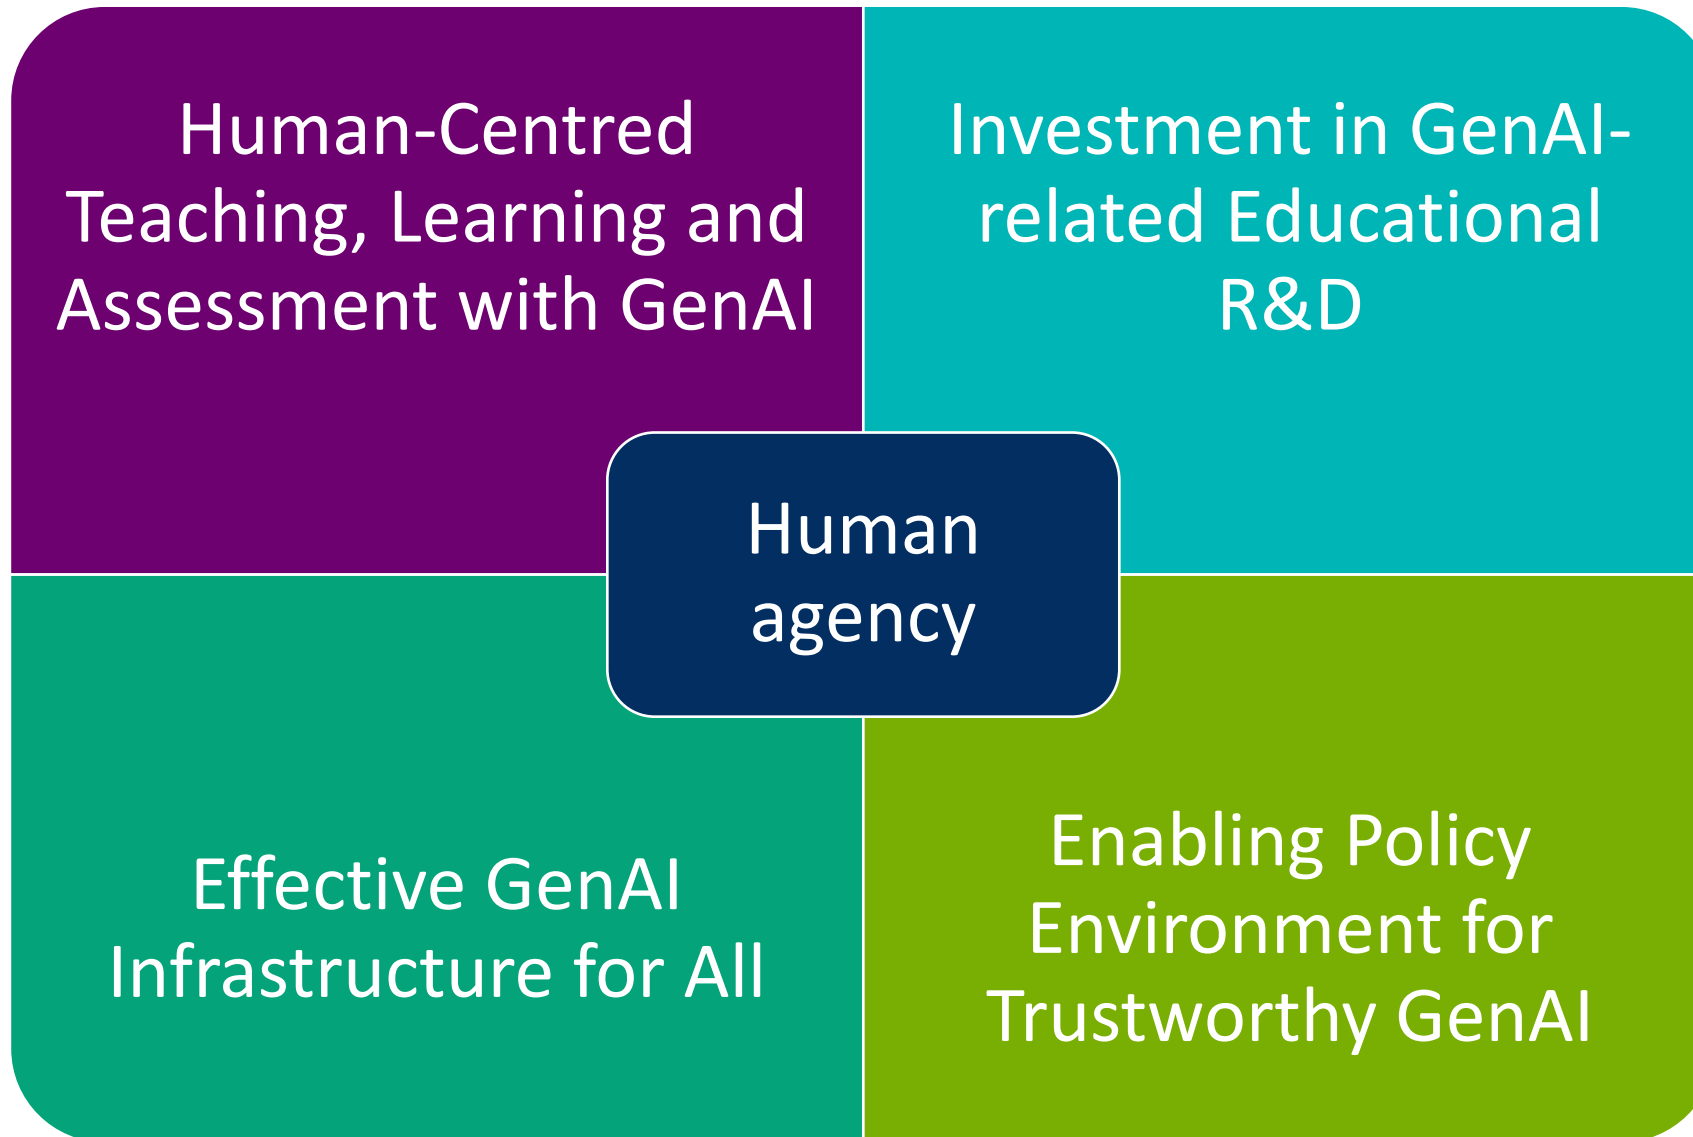 Human-Centred
Teaching, Learning and
Assessment with GenAI
Investment in GenAI-
related Educational
R&D
Human
agency
Effective GenAI
Infrastructure for All
Enabling Policy
Environment for
Trustworthy GenAI